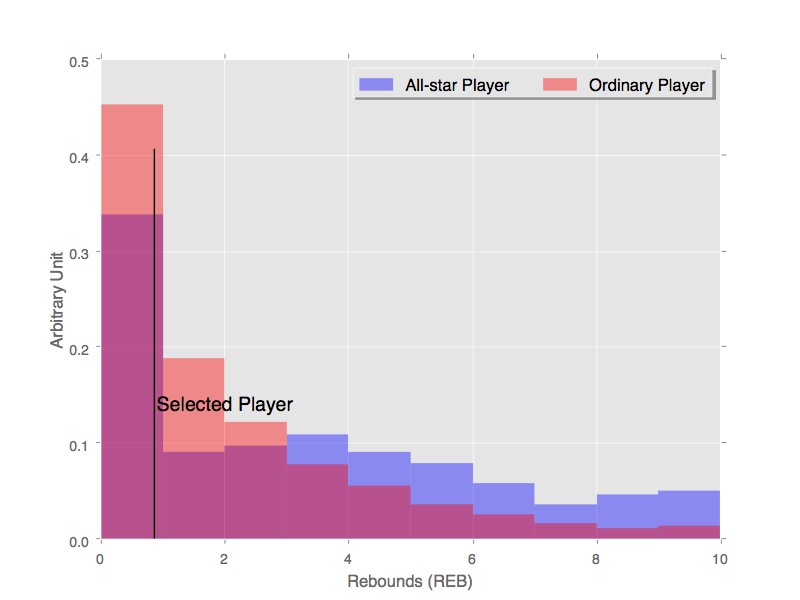 0.5
All-star Player
Ordinary Player
0.4
0.3
0.2
0.1
0.0
Arbitrary Unit
Selected Player
0
2
4
6
8
10
Rebounds (REB)